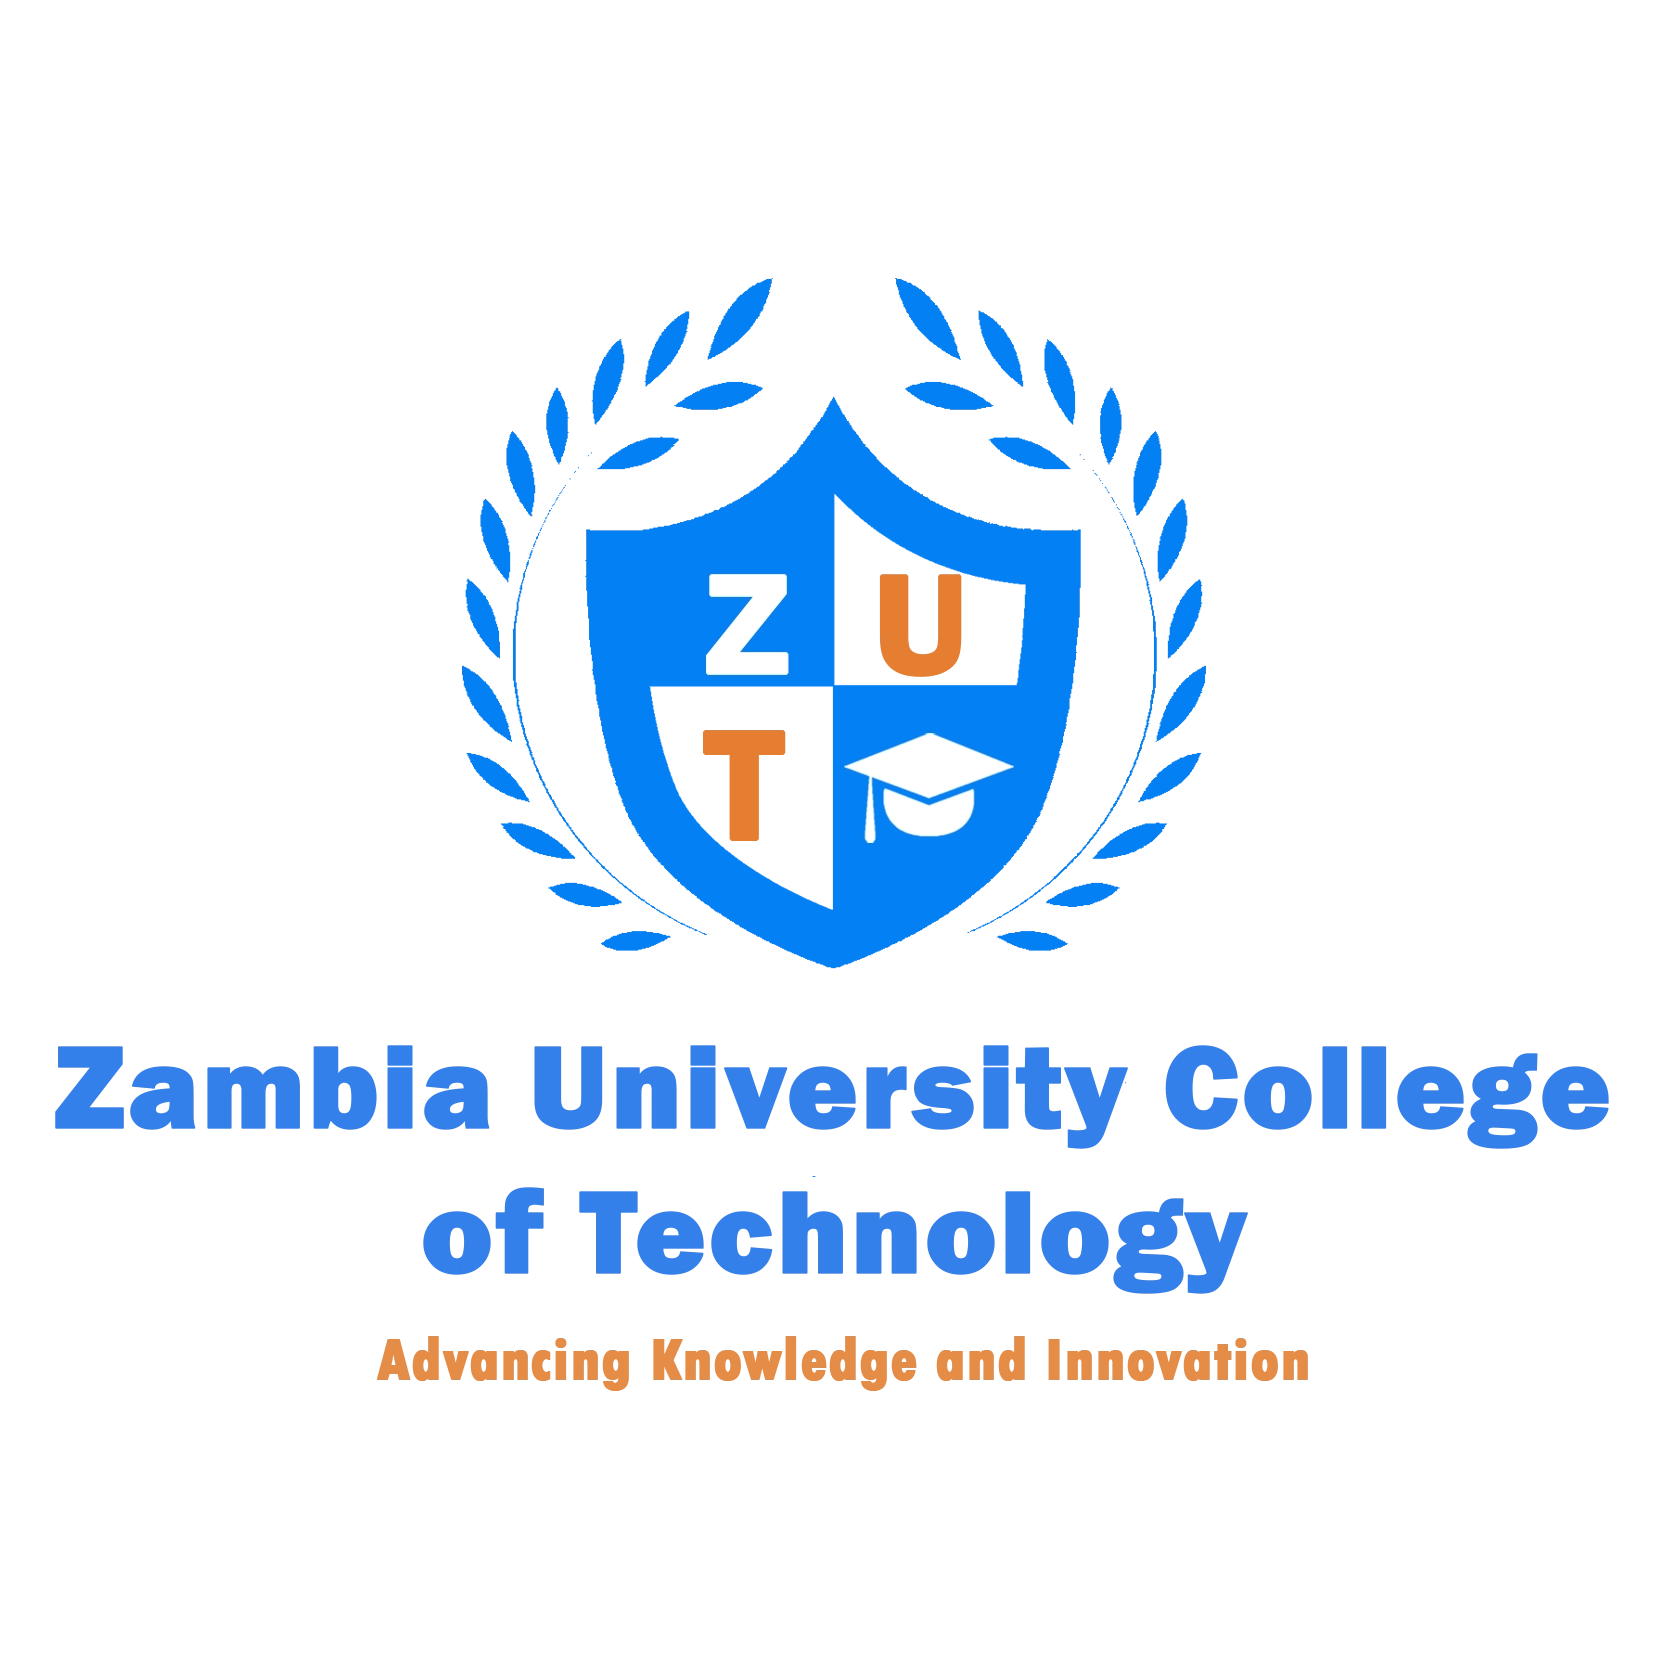 Z U
T
Zambia University College
of Technology
Advancing Knowledge and Innovation